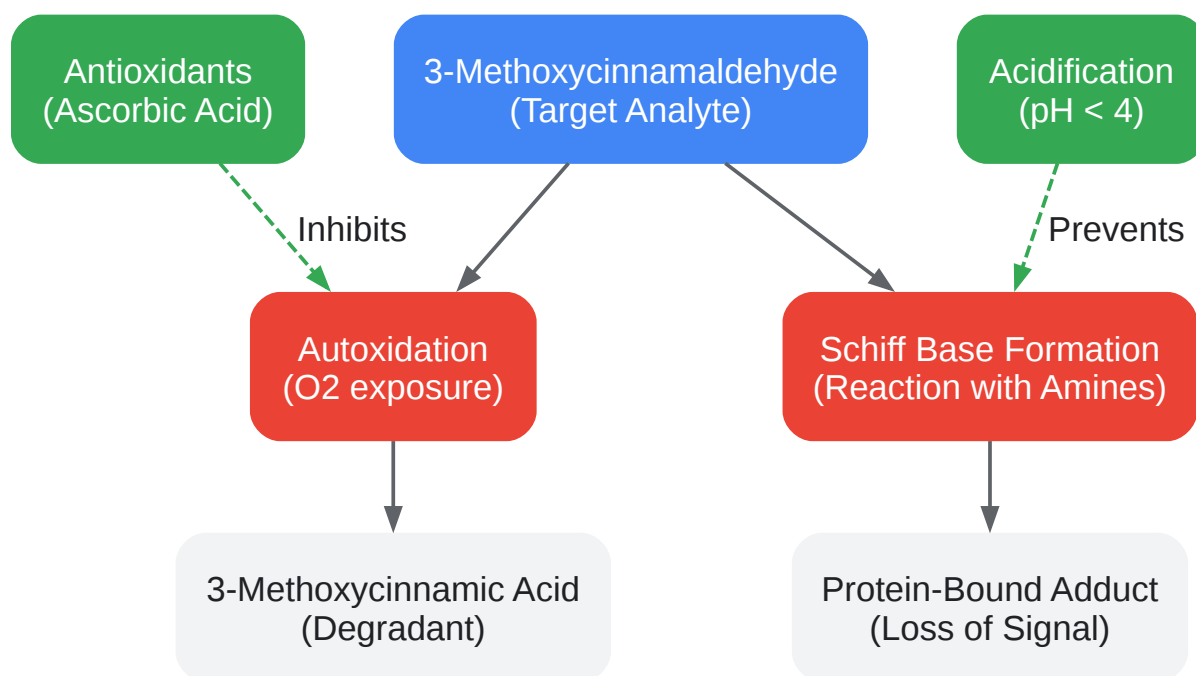 Antioxidants
(Ascorbic Acid)
3-Methoxycinnamaldehyde
(Target Analyte)
Acidification
(pH < 4)
Inhibits
Prevents
Autoxidation
(O2 exposure)
Schiff Base Formation
(Reaction with Amines)
3-Methoxycinnamic Acid
(Degradant)
Protein-Bound Adduct
(Loss of Signal)